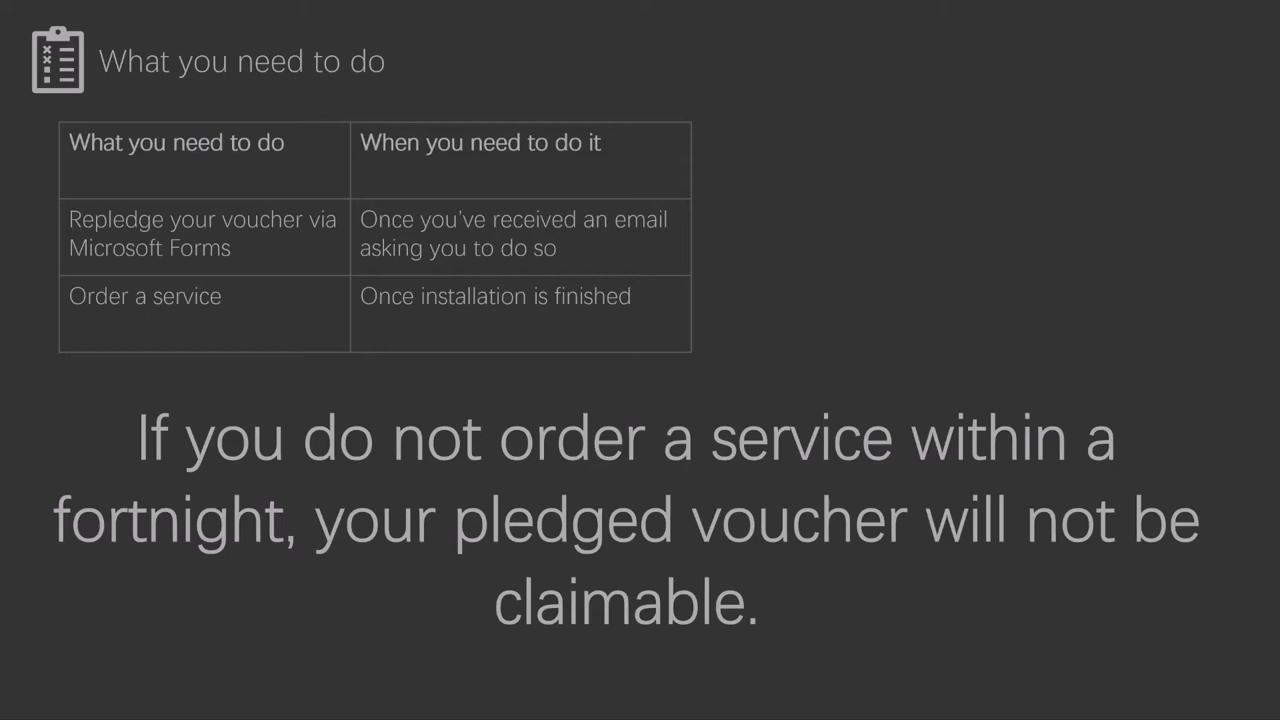 What you need to do
What you need to do
When you need to do it
Repledge your voucher via
Microsoft Forms
Once you've received an email
asking you to do so
Order a service
Once installation is finished
If you do not order a service within a
fortnight, your pledged voucher will not be
claimable.